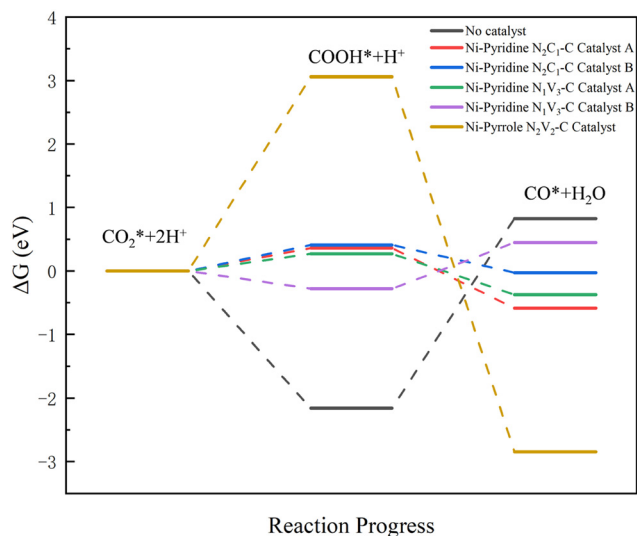 4
3
2
1
0
-1
-2
-3
ΔG (eV)
Reaction Progress
No catalyst
Ni-Pyridine N₂C₁-C Catalyst A
Ni-Pyridine N₂C₁-C Catalyst B
Ni-Pyridine N₁V₃-C Catalyst A
Ni-Pyridine N₁V₃-C Catalyst B
Ni-Pyrrole N₂V₂-C Catalyst
COOH*+H⁺
CO₂*+2H⁺
CO*+H₂O